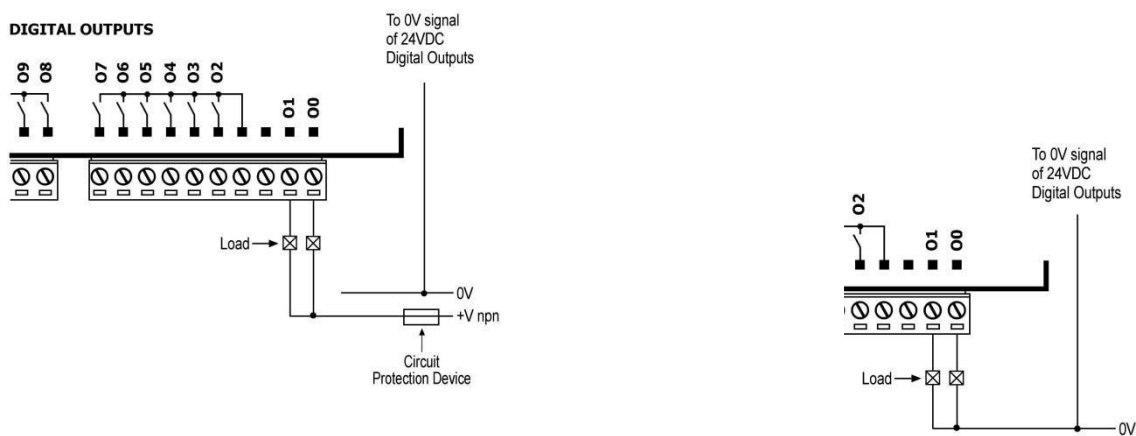 DIGITAL OUTPUTS
To 0V signal
of 24VDC
Digital Outputs
O9
O8
O7
O6
O5
O4
O3
O2
O1
O0
Load
0V
+V npn
Circuit
Protection Device
To 0V signal
of 24VDC
Digital Outputs
O2
O1
O0
Load
0V